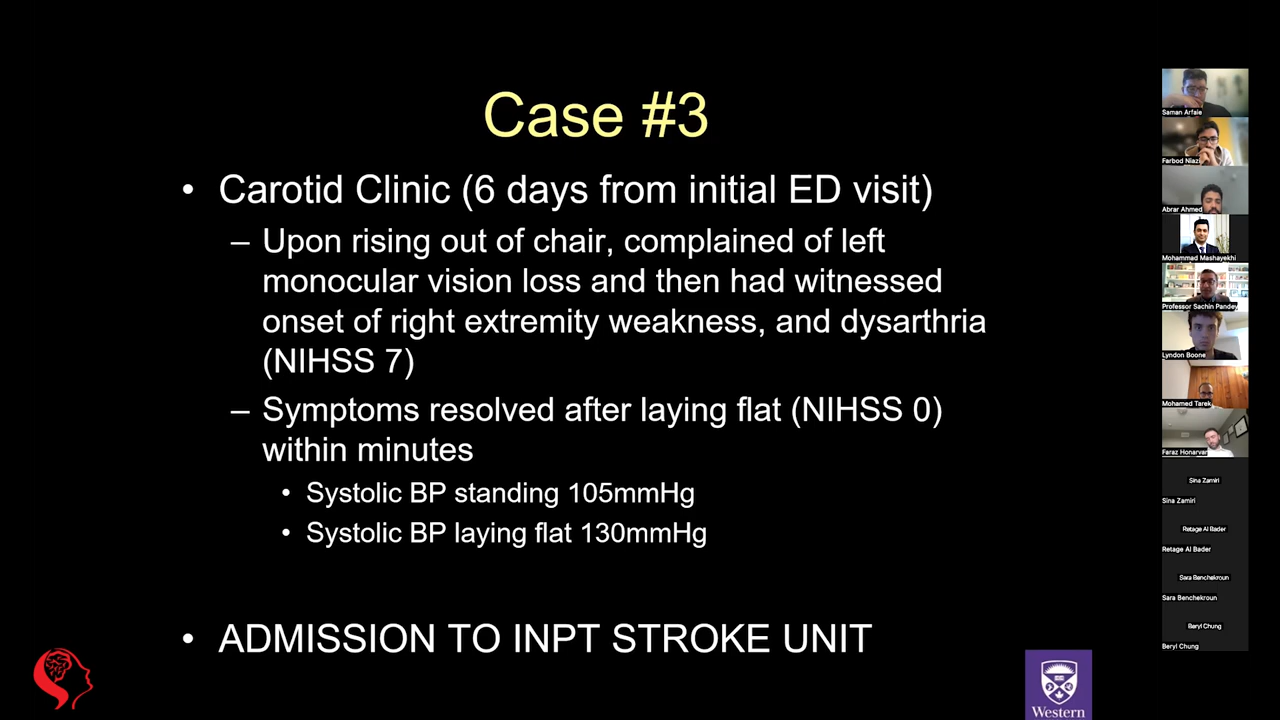 Case #3
• Carotid Clinic (6 days from initial ED visit)
– Upon rising out of chair, complained of left
monocular vision loss and then had witnessed
onset of right extremity weakness, and dysarthria
(NIHSS 7)
– Symptoms resolved after laying flat (NIHSS 0)
within minutes
• Systolic BP standing 105mmHg
• Systolic BP laying flat 130mmHg
• ADMISSION TO INPT STROKE UNIT
Western
Saman Arfaie
Farbod Niazi
Abrar Ahmed
Mohammad Mashayekhi
Professor Sachin Pandey
Lyndon Boone
Mohamed Tarek
Faraz Honarvar
Sina Zamiri
Sina Zamiri
Retage Al Bader
Retage Al Bader
Sara Benchekroun
Sara Benchekroun
Beryl Chung
Beryl Chung